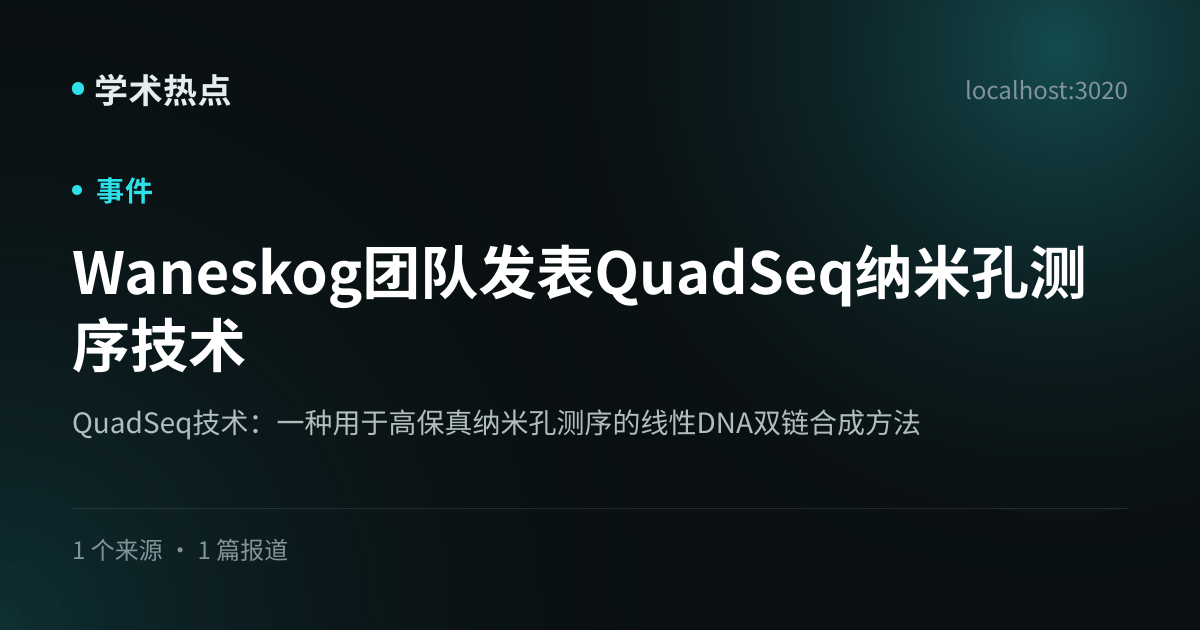 学术热点
localhost:3020
事件
Waneskog团队发表QuadSeq纳米孔测
序技术
QuadSeq技术：一种用于高保真纳米孔测序的线性DNA双链合成方法
1 个来源 · 1 篇报道